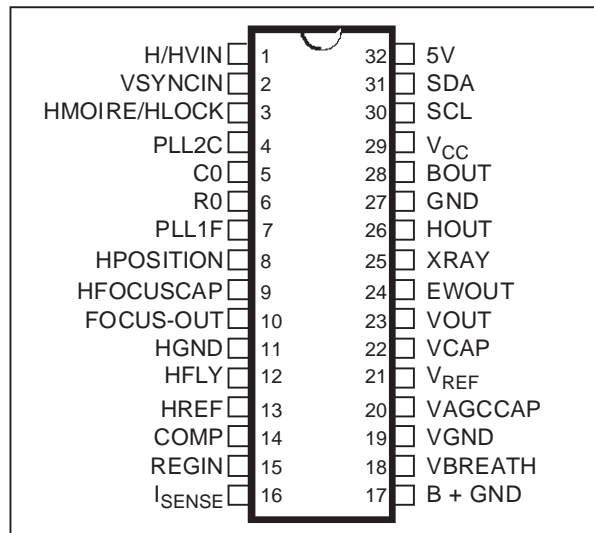 H/HVIN 1 32 5V
VSYNCIN 2 31 SDA
HMOIRE/HLOCK 3 30 SCL
PLL2C 4 29 VCC
C0 5 28 BOUT
R0 6 27 GND
PLL1F 7 26 HOUT
HPOSITION 8 25 XRAY
HFOCUSCAP 9 24 EWOUT
FOCUS-OUT 10 23 VOUT
HGND 11 22 VCAP
HFLY 12 21 VREF
HREF 13 20 VAGCCAP
COMP 14 19 VGND
REGIN 15 18 VBREATH
ISENSE 16 17 B + GND